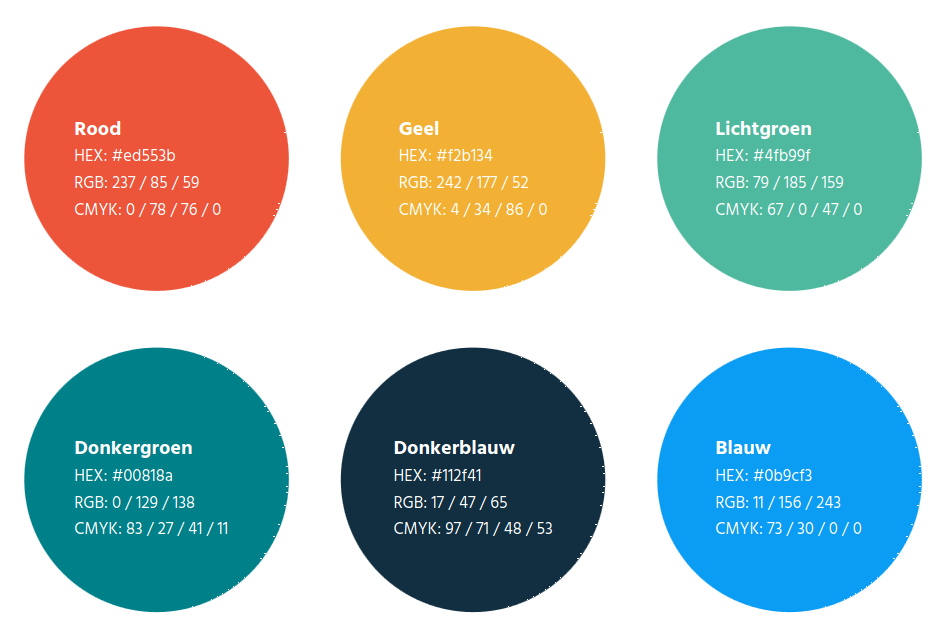 Rood
HEX: #ed553b
RGB: 237 / 85 / 59
CMYK: 0 / 78 / 76 / 0
Geel
HEX: #f2b134
RGB: 242 / 177 / 52
CMYK: 4 / 34 / 86 / 0
Lichtgroen
HEX: #4fb99f
RGB: 79 / 185 / 159
CMYK: 67 / 0 / 47 / 0
Donkergroen
HEX: #00818a
RGB: 0 / 129 / 138
CMYK: 83 / 27 / 41 / 11
Donkerblauw
HEX: #112f41
RGB: 17 / 47 / 65
CMYK: 97 / 71 / 48 / 53
Blauw
HEX: #0b9cf3
RGB: 11 / 156 / 243
CMYK: 73 / 30 / 0 / 0